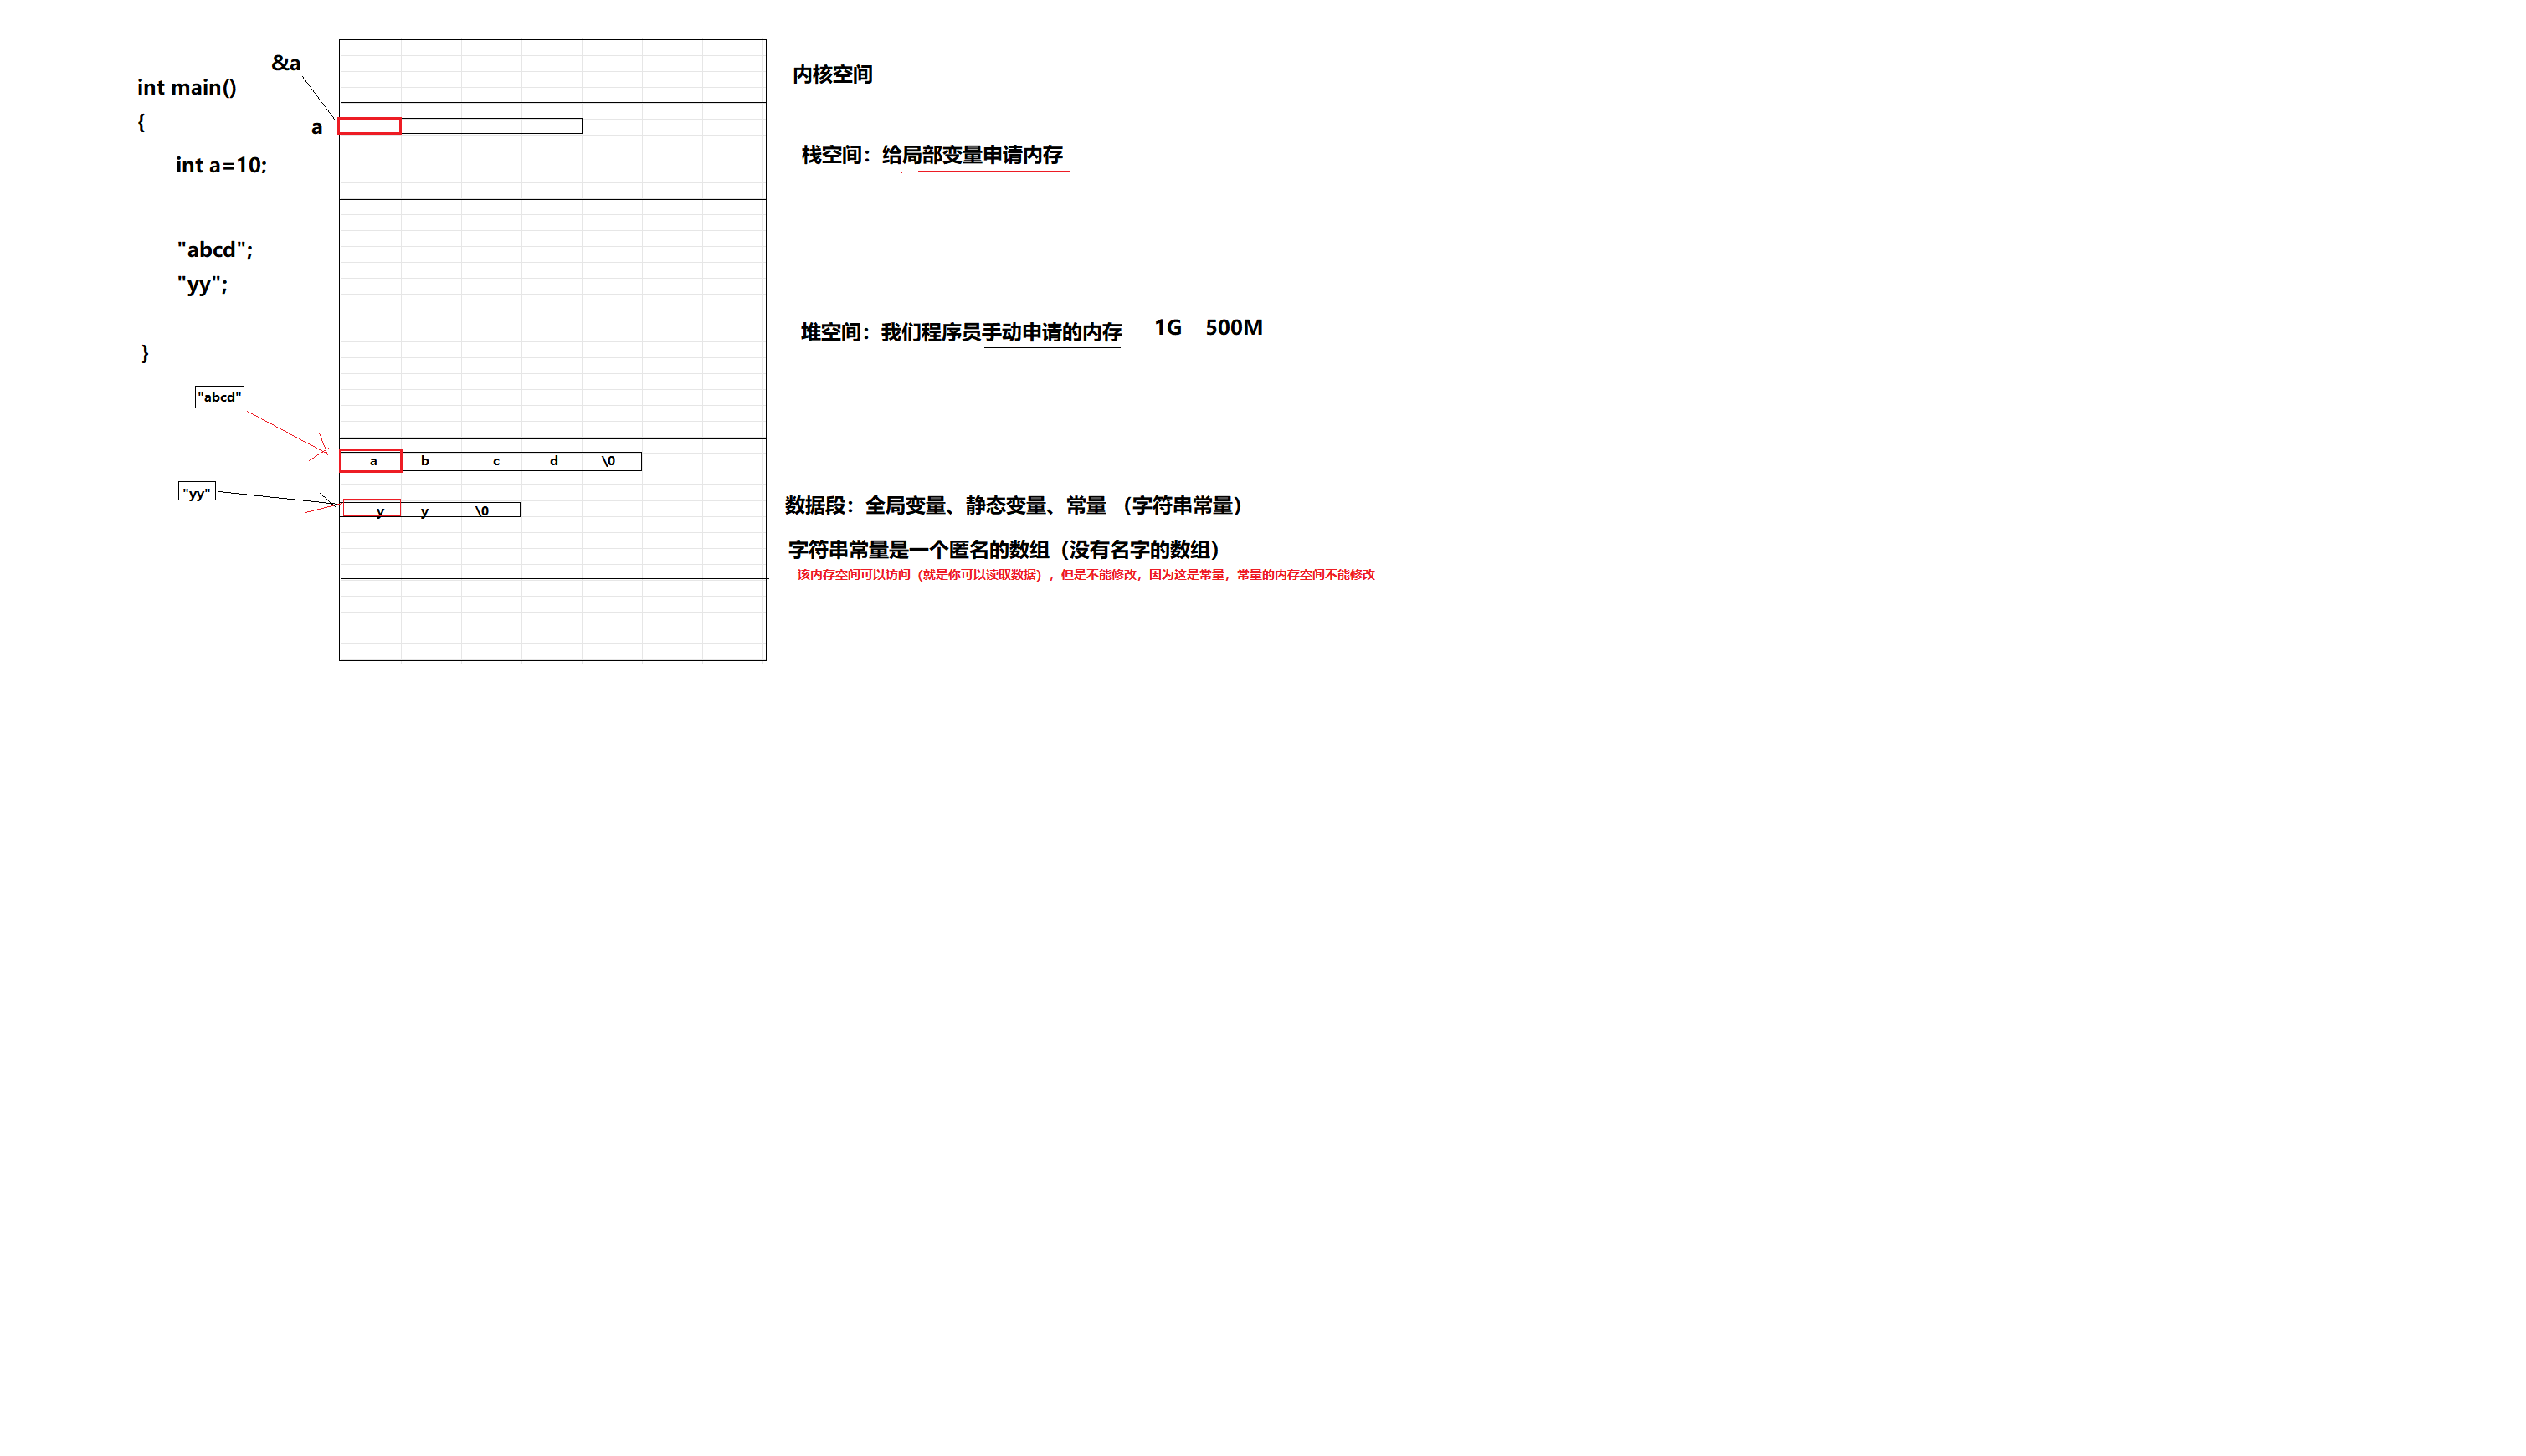 int main()
{
int a=10;
"abcd";
"yy";
}
&a
a
"abcd"
"yy"
a b c d \0
y y \0
内核空间
栈空间：给局部变量申请内存
堆空间：我们程序员手动申请的内存 1G 500M
数据段：全局变量、静态变量、常量 （字符串常量）
字符串常量是一个匿名的数组（没有名字的数组）
该内存空间可以访问（就是你可以读取数据），但是不能修改，因为这是常量，常量的内存空间不能修改